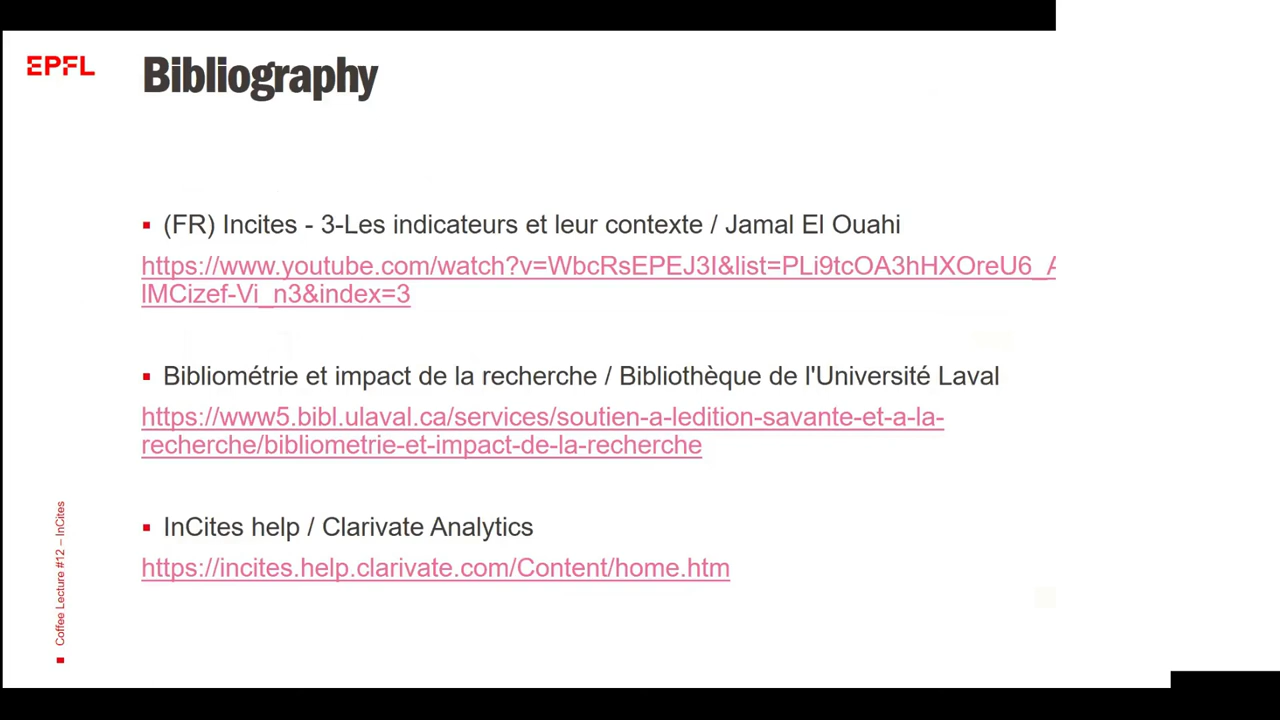 EPFL
Bibliography
▪ (FR) Incites - 3-Les indicateurs et leur contexte / Jamal El Ouahi
https://www.youtube.com/watch?v=WbcRsEPEJ3I&list=PLi9tcOA3hHXOreU6_A
lMCizef-Vi_n3&index=3
▪ Bibliométrie et impact de la recherche / Bibliothèque de l'Université Laval
https://www5.bibl.ulaval.ca/services/soutien-a-ledition-savante-et-a-la-
recherche/bibliometrie-et-impact-de-la-recherche
▪ InCites help / Clarivate Analytics
https://incites.help.clarivate.com/Content/home.htm
Coffee Lecture #12 – InCites